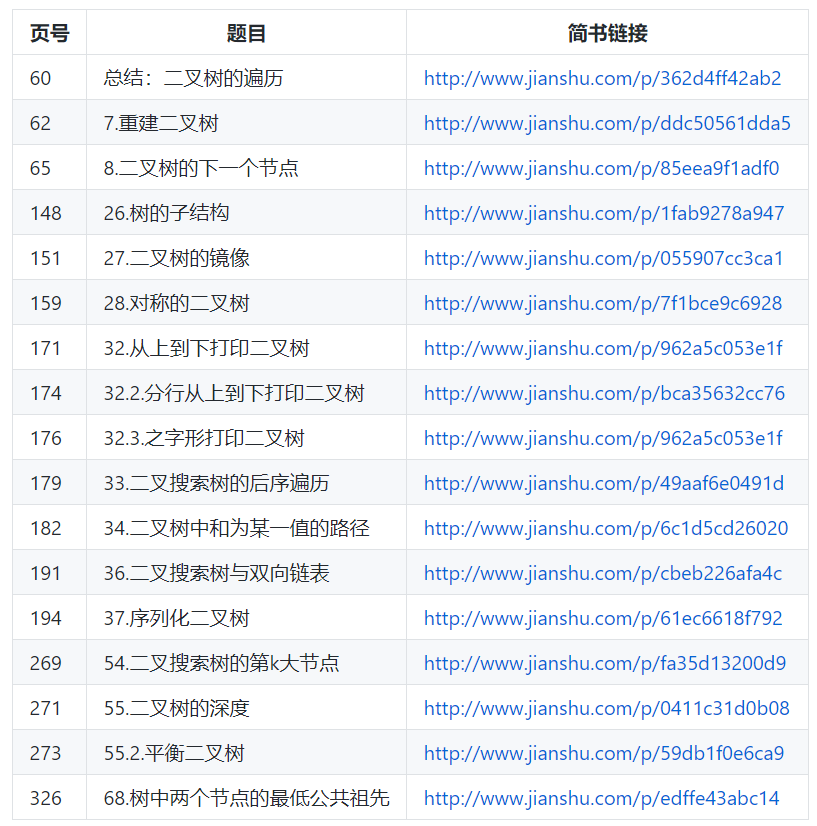 页号 题目 简书链接
60 总结：二叉树的遍历 http://www.jianshu.com/p/362d4ff42ab2
62 7.重建二叉树 http://www.jianshu.com/p/ddc50561dda5
65 8.二叉树的下一个节点 http://www.jianshu.com/p/85eea9f1adf0
148 26.树的子结构 http://www.jianshu.com/p/1fab9278a947
151 27.二叉树的镜像 http://www.jianshu.com/p/055907cc3ca1
159 28.对称的二叉树 http://www.jianshu.com/p/7f1bce9c6928
171 32.从上到下打印二叉树 http://www.jianshu.com/p/962a5c053e1f
174 32.2.分行从上到下打印二叉树 http://www.jianshu.com/p/bca35632cc76
176 32.3.之字形打印二叉树 http://www.jianshu.com/p/962a5c053e1f
179 33.二叉搜索树的后序遍历 http://www.jianshu.com/p/49aaf6e0491d
182 34.二叉树中和为某一值的路径 http://www.jianshu.com/p/6c1d5cd26020
191 36.二叉搜索树与双向链表 http://www.jianshu.com/p/cbeb226afa4c
194 37.序列化二叉树 http://www.jianshu.com/p/61ec6618f792
269 54.二叉搜索树的第k大节点 http://www.jianshu.com/p/fa35d13200d9
271 55.二叉树的深度 http://www.jianshu.com/p/0411c31d0b08
273 55.2.平衡二叉树 http://www.jianshu.com/p/59db1f0e6ca9
326 68.树中两个节点的最低公共祖先 http://www.jianshu.com/p/edffe43abc14